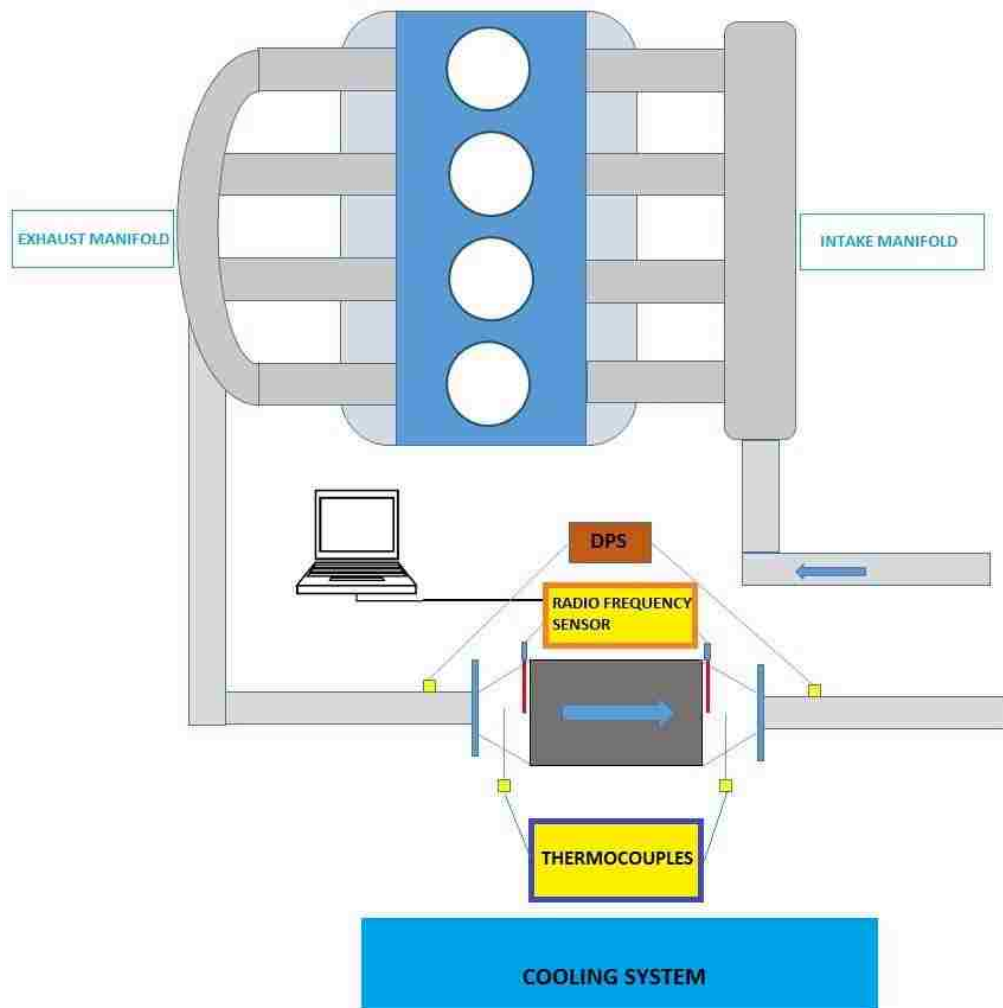 EXHAUST MANIFOLD
INTAKE MANIFOLD
DPS
RADIO FREQUENCY
SENSOR
THERMOCOUPLES
COOLING SYSTEM